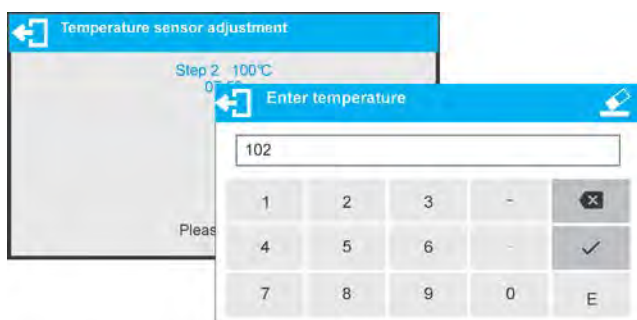 Temperature sensor adjustment
Step 2 100°C
Enter temperature
102
1 2 3 -
Pleas
4 5 6 .
7 8 9 0 E